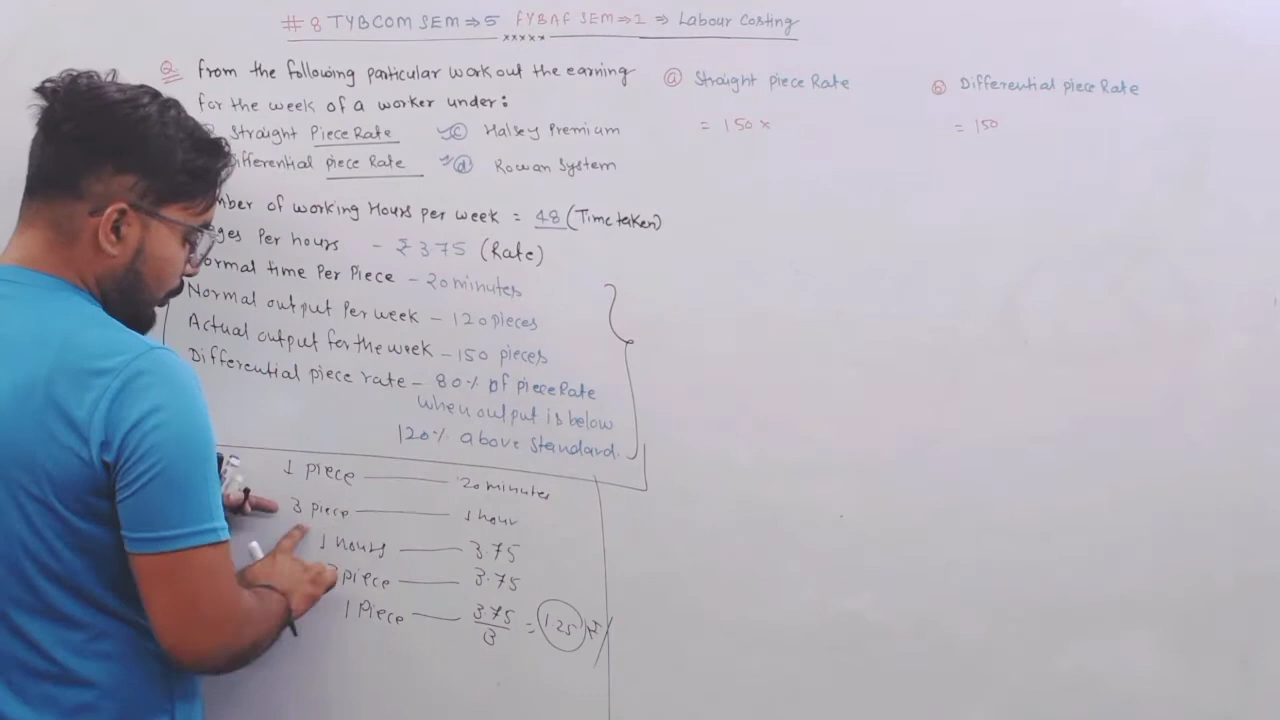 # 8 TYBCOM SEM ⇒ 5 FYBAF SEM ⇒ 2 ⇒ Labour Costing
xxxxx
Q. From the following particular work out the earning
for the week of a worker under:
Straight Piece Rate ✓ⓒ Halsey Premium
ifferential piece Rate ✓ⓓ Rowan System
mber of working Hours per week = 48 (Time taken)
ges Per hours - ₹ 3.75 (Rate)
ormal time Per Piece - 20 minutes
Normal output Per week - 120 pieces
Actual output for the week - 150 pieces
Differential piece rate - 80% of piece Rate
when output is below
120% above standard.
1 piece — 20 minutes
3 piece — 1 hour
1 hours — 3.75
piece — 3.75
1 Piece — 3.75/3 = 1.25
ⓐ Straight piece Rate
= 150 x
ⓑ Differential piece Rate
= 150